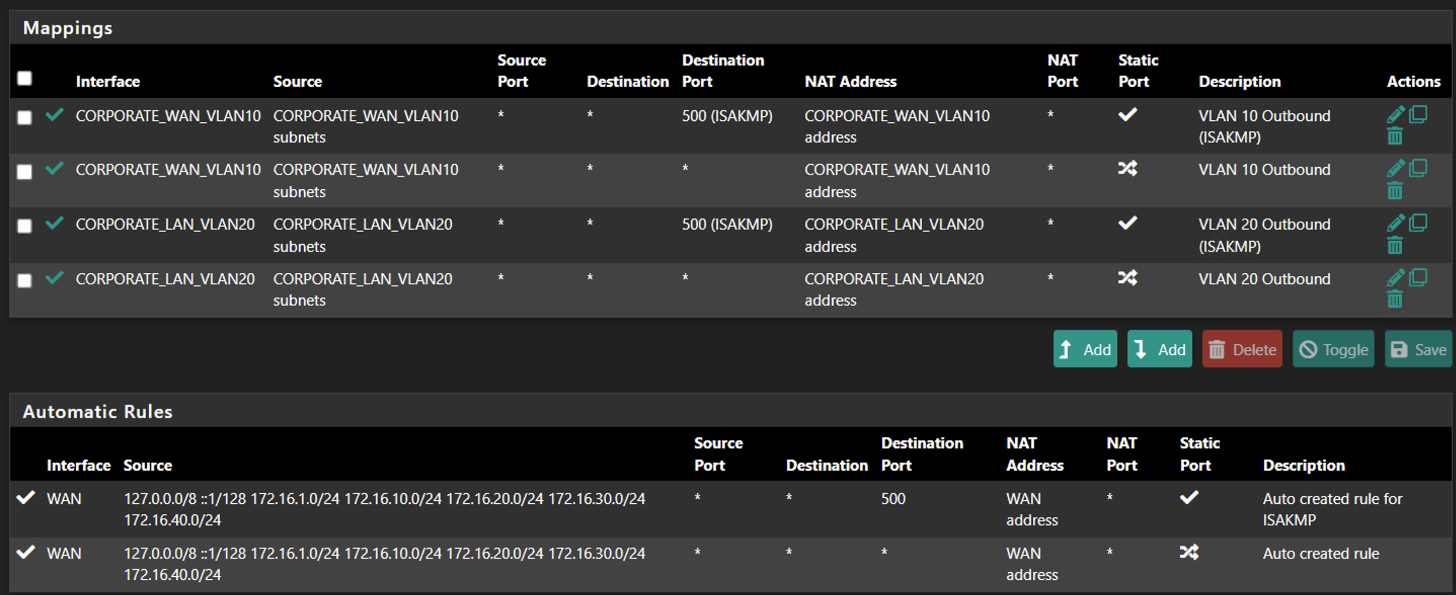 Mappings
Source Destination NAT Static
Interface Source Port Destination Port NAT Address Port Port Description Actions
CORPORATE_WAN_VLAN10 CORPORATE_WAN_VLAN10 * * 500 (ISAKMP) CORPORATE_WAN_VLAN10 * VLAN 10 Outbound
subnets address (ISAKMP)
CORPORATE_WAN_VLAN10 CORPORATE_WAN_VLAN10 * * * CORPORATE_WAN_VLAN10 * VLAN 10 Outbound
subnets address
CORPORATE_LAN_VLAN20 CORPORATE_LAN_VLAN20 * * 500 (ISAKMP) CORPORATE_LAN_VLAN20 * VLAN 20 Outbound
subnets address (ISAKMP)
CORPORATE_LAN_VLAN20 CORPORATE_LAN_VLAN20 * * * CORPORATE_LAN_VLAN20 * VLAN 20 Outbound
subnets address
Add Add Delete Toggle Save
Automatic Rules
Source Destination NAT NAT Static
Interface Source Port Destination Port Address Port Port Description
WAN 127.0.0.0/8 ::1/128 172.16.1.0/24 172.16.10.0/24 172.16.20.0/24 172.16.30.0/24 * * 500 WAN * Auto created rule for
172.16.40.0/24 address ISAKMP
WAN 127.0.0.0/8 ::1/128 172.16.1.0/24 172.16.10.0/24 172.16.20.0/24 172.16.30.0/24 * * * WAN * Auto created rule
172.16.40.0/24 address